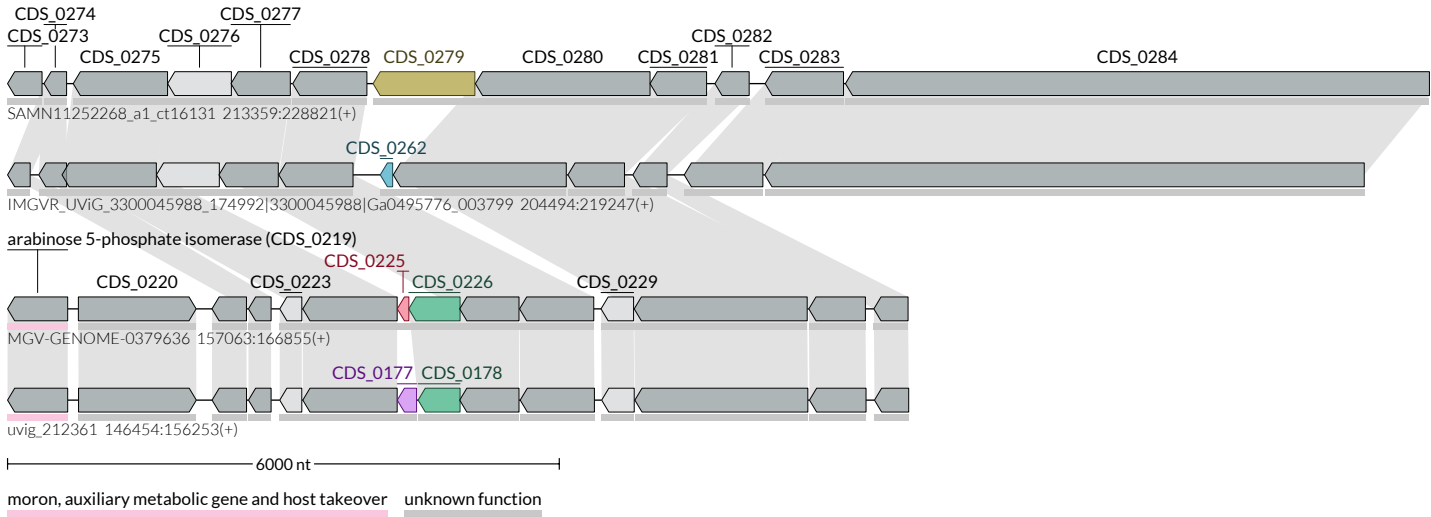 CDS_0274 CDS_0277
CDS_0273 CDS_0276 CDS_0282
CDS_0275 CDS_0278 CDS_0279 CDS_0280 CDS_0281 CDS_0283 CDS_0284
SAMN11252268_a1_ct16131 213359:228821(+)
CDS_0262
IMGVR_UViG_3300045988_174992|3300045988|Ga0495776_003799 204494:219247(+)
arabinose 5-phosphate isomerase (CDS_0219)
CDS_0225
CDS_0220 CDS_0223 CDS_0226 CDS_0229
MGV-GENOME-0379636 157063:166855(+)
CDS_0177 CDS_0178
uvig_212361 146454:156253(+)
6000 nt
moron, auxiliary metabolic gene and host takeover unknown function